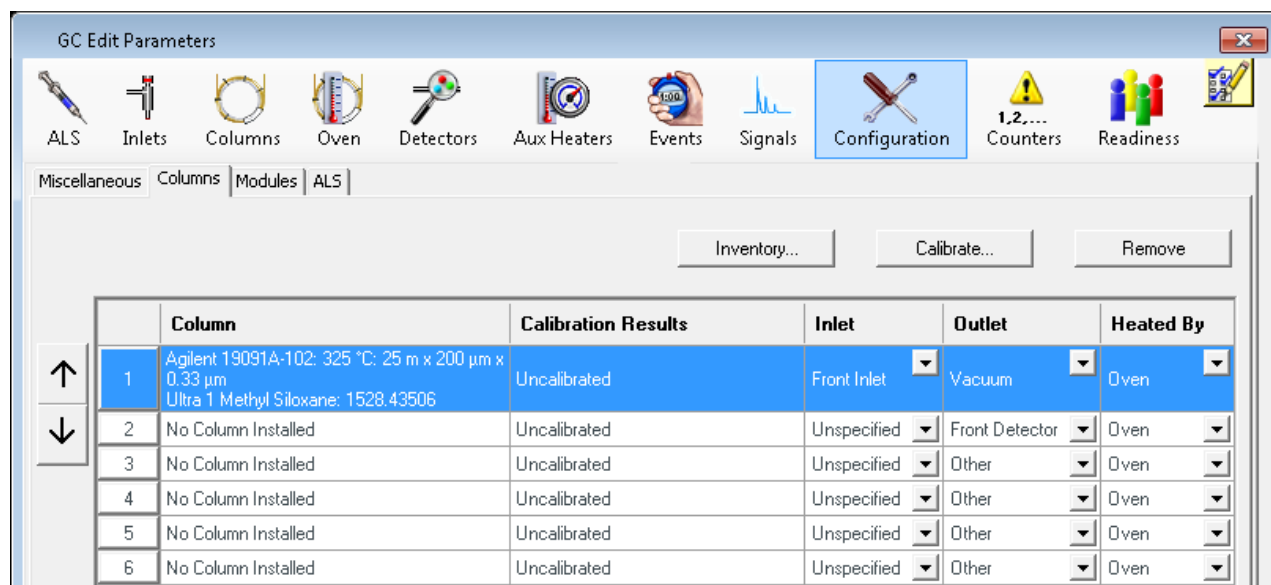 GC Edit Parameters
1:00
1,2,...
ALS Inlets Columns Oven Detectors Aux Heaters Events Signals Configuration Counters Readiness
Miscellaneous Columns Modules ALS
Inventory... Calibrate... Remove
Column Calibration Results Inlet Outlet Heated By
Agilent 19091A-102: 325 °C: 25 m x 200 µm x
1 0.33 µm Uncalibrated Front Inlet Vacuum Oven
Ultra 1 Methyl Siloxane: 1528.43506
2 No Column Installed Uncalibrated Unspecified Front Detector Oven
3 No Column Installed Uncalibrated Unspecified Other Oven
4 No Column Installed Uncalibrated Unspecified Other Oven
5 No Column Installed Uncalibrated Unspecified Other Oven
6 No Column Installed Uncalibrated Unspecified Other Oven